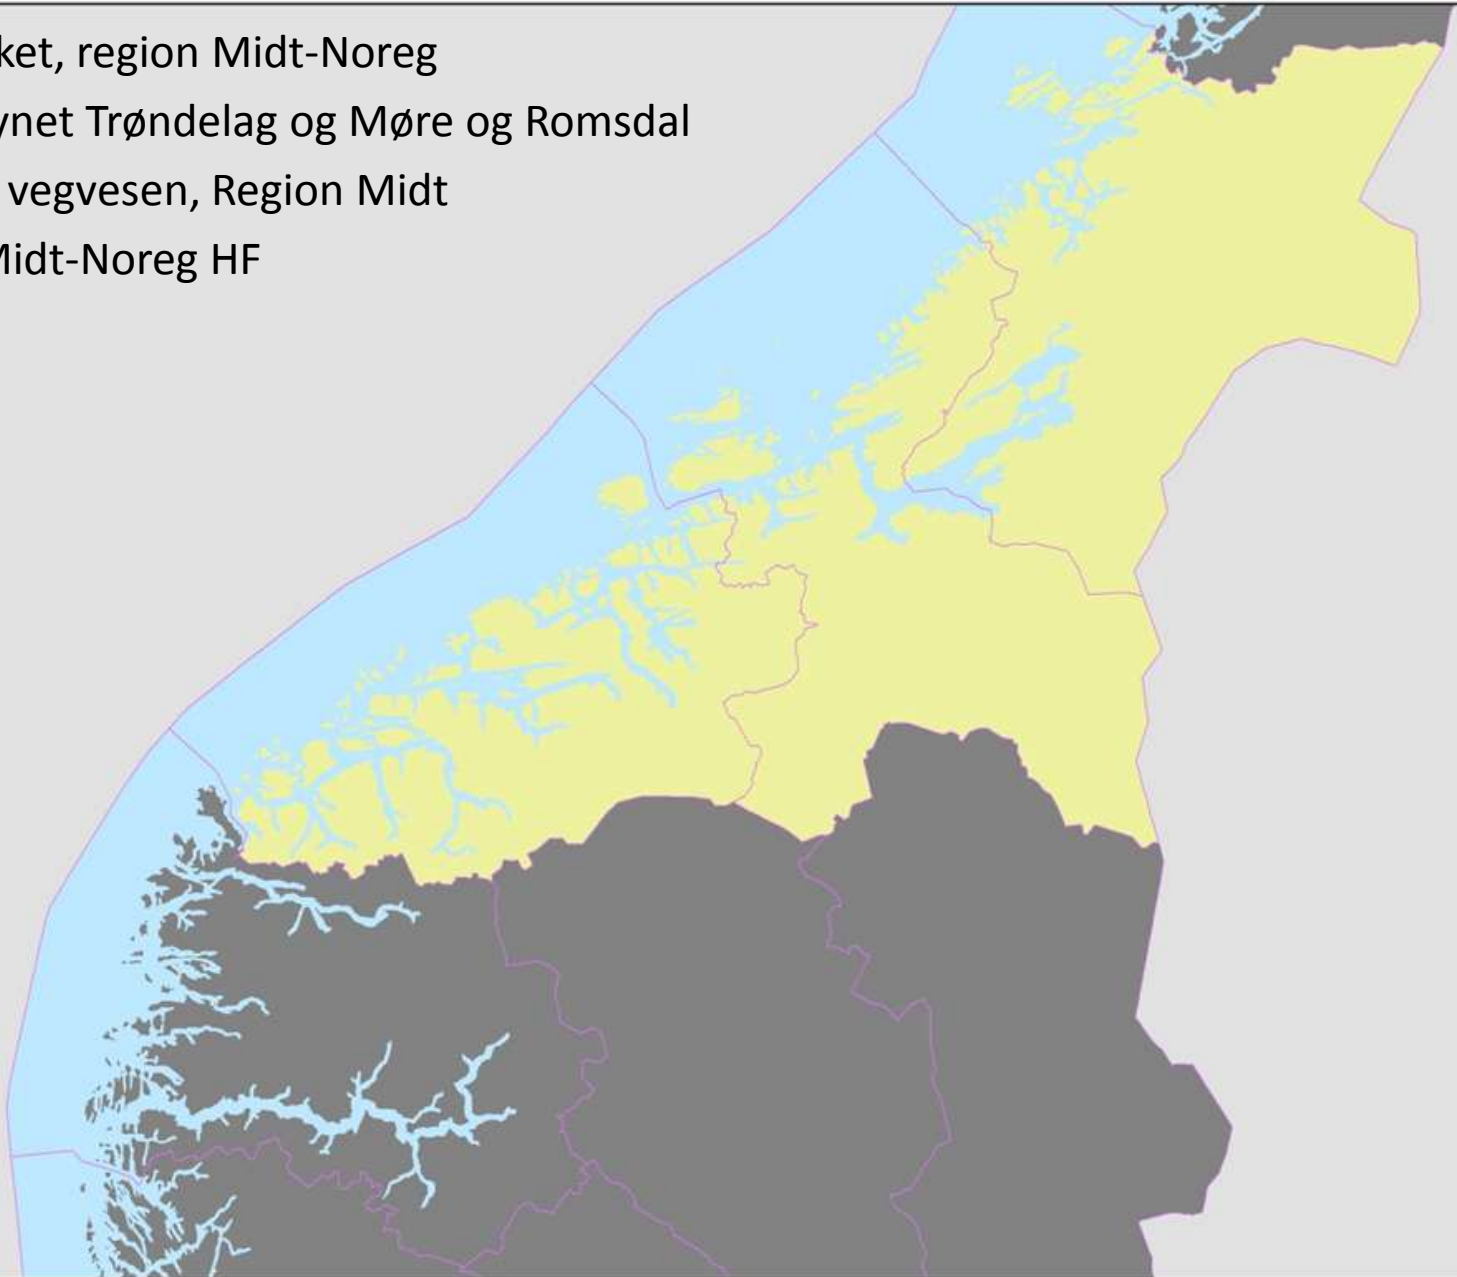 ket, region Midt-Noreg
ynet Trøndelag og Møre og Romsdal
vegvesen, Region Midt
Midt-Noreg HF